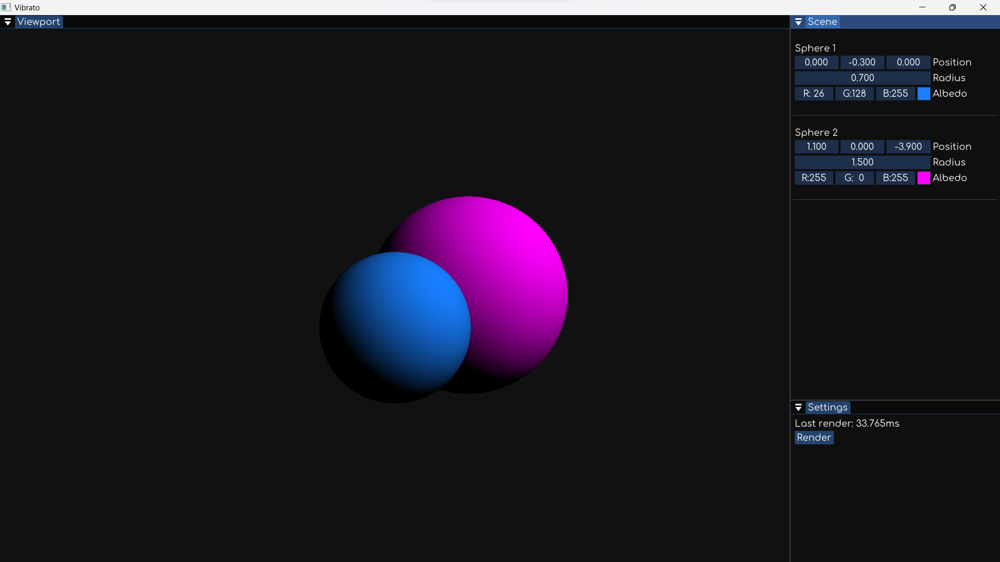 Vibrato
Viewport
Scene
Sphere 1
0.000 -0.300 0.000 Position
0.700 Radius
R: 26 G:128 B:255 Albedo
Sphere 2
1.100 0.000 -3.900 Position
1.500 Radius
R:255 G: 0 B:255 Albedo
Settings
Last render: 33.765ms
Render